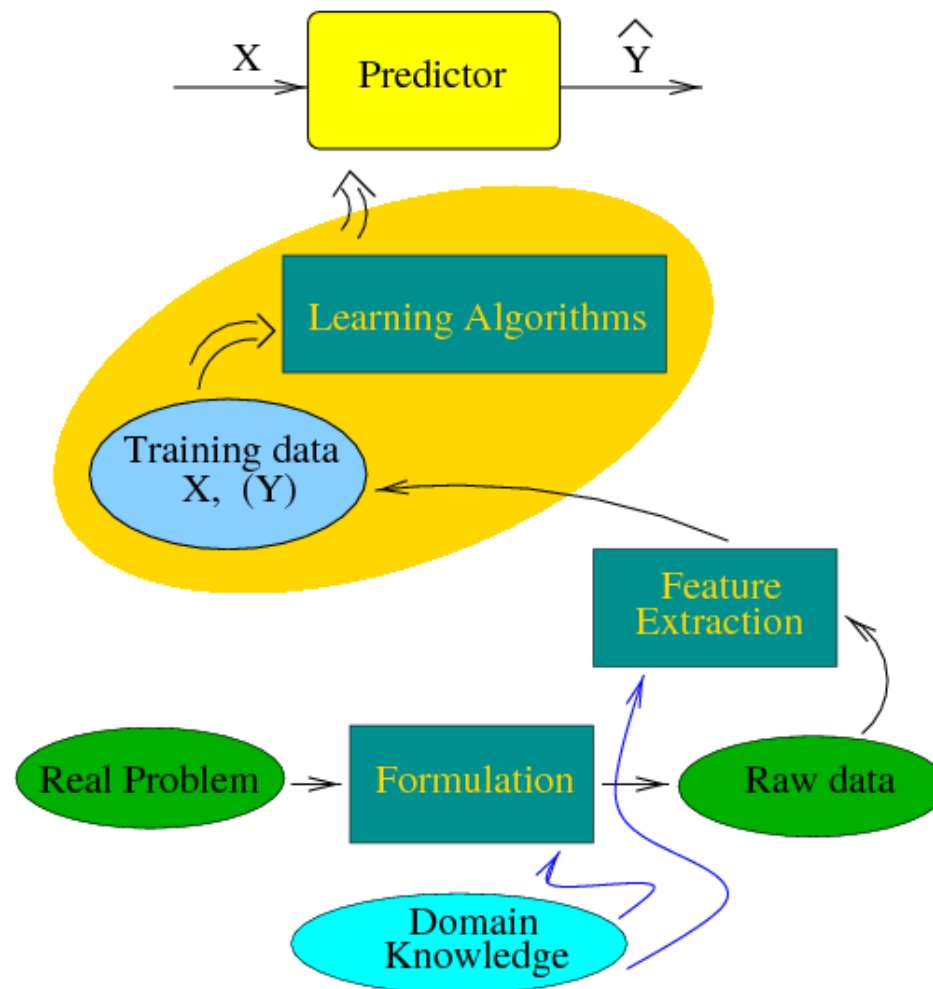 X
Predictor
Ŷ
Learning Algorithms
Training data
X, (Y)
Feature
Extraction
Real Problem
Formulation
Raw data
Domain
Knowledge